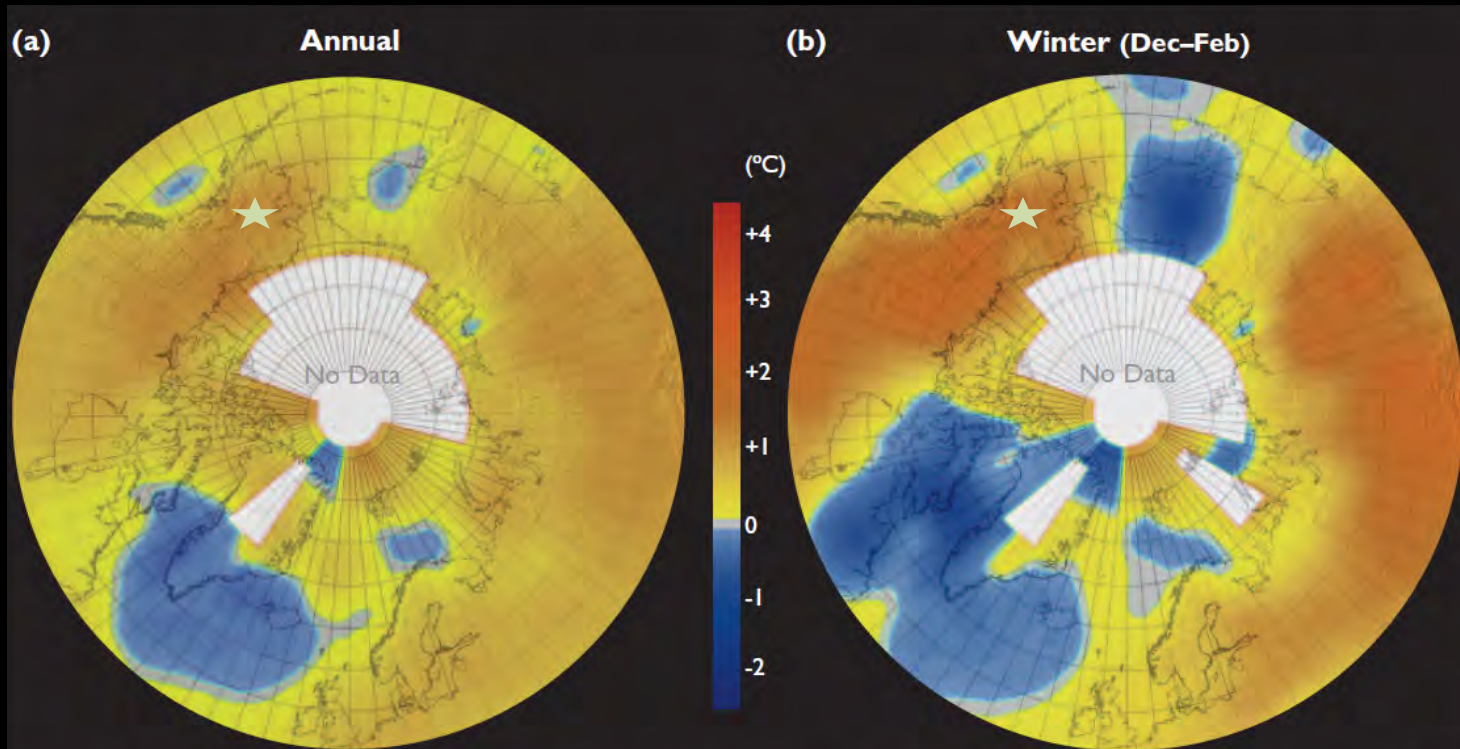 (a) Annual
(b) Winter (Dec–Feb)
(ºC)
+4
+3
+2
+1
0
-1
-2
No Data
No Data